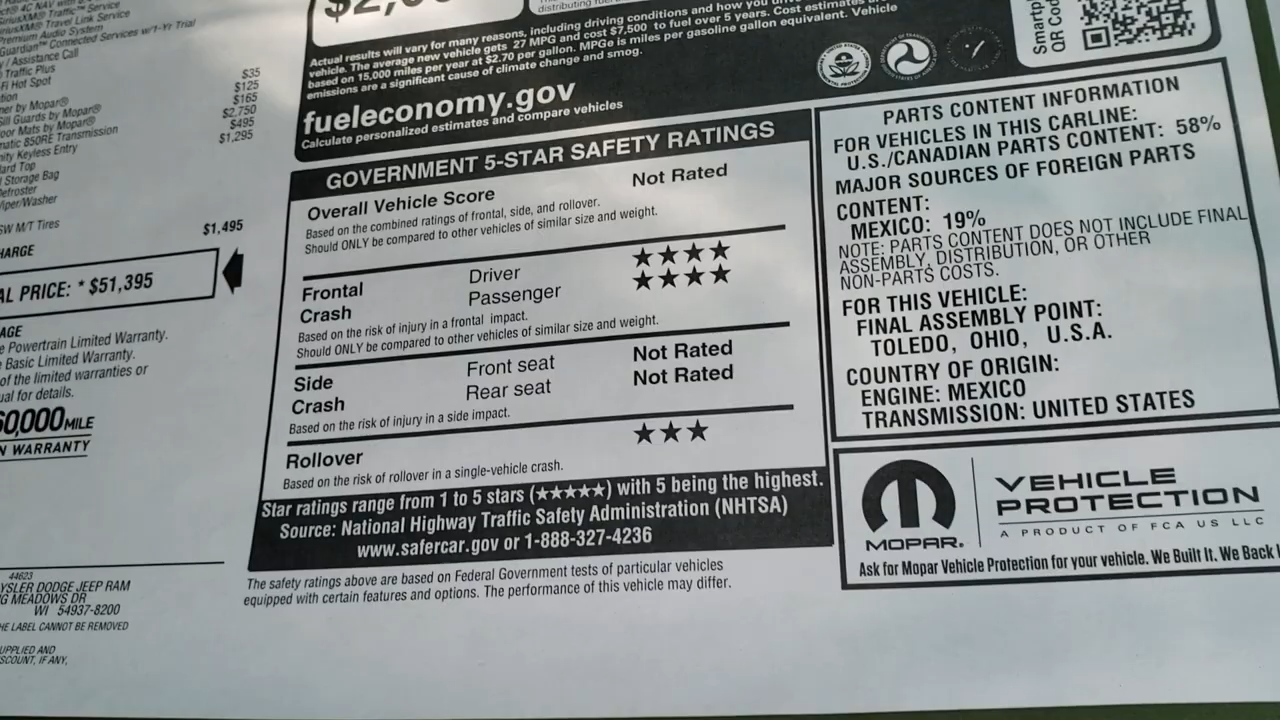 SiriusXM® Traffic™ Service
SiriusXM® Travel Link Service
Premium Audio System
Guardian™ Connected Services w/1-Yr Trial
/ Assistance Call
Traffic Plus
Fi Hot Spot
by Mopar®
Sill Guards by Mopar®
oor Mats by Mopar®
matic 850RE Transmission
mity Keyless Entry
ard Top
Storage Bag
efroster
iper/Washer
SW M/T Tires
$35
$125
$165
$2,750
$495
$1,295
$1,495
HARGE
AL PRICE: * $51,395
AGE
e Powertrain Limited Warranty.
Basic Limited Warranty.
of the limited warranties or
ual for details.
60,000 MILE
N WARRANTY
44623
YSLER DODGE JEEP RAM
G MEADOWS DR
WI 54937-8200
HE LABEL CANNOT BE REMOVED
UPPLIED AND
SCOUNT, IF ANY,
Actual results will vary for many reasons, including driving conditions and how you
vehicle. The average new vehicle gets 27 MPG and cost $7,500 to fuel over 5 years. Cost estimates
based on 15,000 miles per year at $2.70 per gallon. MPGe is miles per gasoline gallon equivalent. Vehicle
emissions are a significant cause of climate change and smog.
fueleconomy.gov
Calculate personalized estimates and compare vehicles
Smartp
QR Cod
GOVERNMENT 5-STAR SAFETY RATINGS
Overall Vehicle Score Not Rated
Based on the combined ratings of frontal, side, and rollover.
Should ONLY be compared to other vehicles of similar size and weight.
Frontal Driver ★★★★
Crash Passenger ★★★★
Based on the risk of injury in a frontal impact.
Should ONLY be compared to other vehicles of similar size and weight.
Side Front seat Not Rated
Crash Rear seat Not Rated
Based on the risk of injury in a side impact.
Rollover ★★★
Based on the risk of rollover in a single-vehicle crash.
Star ratings range from 1 to 5 stars (★★★★★) with 5 being the highest.
Source: National Highway Traffic Safety Administration (NHTSA)
www.safercar.gov or 1-888-327-4236
The safety ratings above are based on Federal Government tests of particular vehicles
equipped with certain features and options. The performance of this vehicle may differ.
PARTS CONTENT INFORMATION
FOR VEHICLES IN THIS CARLINE:
U.S./CANADIAN PARTS CONTENT: 58%
MAJOR SOURCES OF FOREIGN PARTS
CONTENT:
MEXICO: 19%
NOTE: PARTS CONTENT DOES NOT INCLUDE FINAL
ASSEMBLY, DISTRIBUTION, OR OTHER
NON-PARTS COSTS.
FOR THIS VEHICLE:
FINAL ASSEMBLY POINT:
TOLEDO, OHIO, U.S.A.
COUNTRY OF ORIGIN:
ENGINE: MEXICO
TRANSMISSION: UNITED STATES
MOPAR®
VEHICLE
PROTECTION
A PRODUCT OF FCA US LLC
Ask for Mopar Vehicle Protection for your vehicle. We Built It. We Back